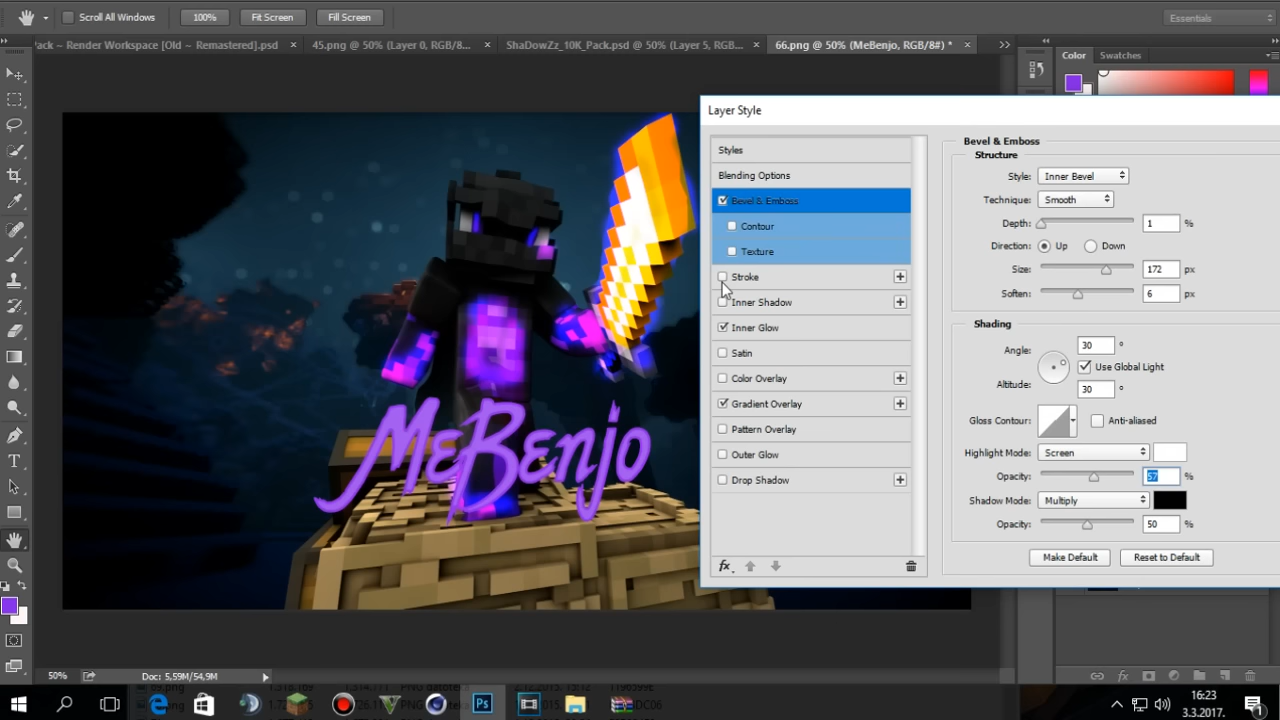 Scroll All Windows
100%
Fit Screen
Fill Screen
Essentials
Pack ~ Render Workspace [Old ~ Remastered].psd
45.png @ 50% (Layer 0, RGB/8...
ShaDowZz_10K_Pack.psd @ 50% (Layer 5, RGB...
66.png @ 50% (MeBenjo, RGB/8#) *
Color
Swatches
Layer Style
Styles
Blending Options
Bevel & Emboss
Contour
Texture
Stroke
Inner Shadow
Inner Glow
Satin
Color Overlay
Gradient Overlay
Pattern Overlay
Outer Glow
Drop Shadow
fx
Bevel & Emboss
Structure
Style: Inner Bevel
Technique: Smooth
Depth: 1 %
Direction: Up Down
Size: 172 px
Soften: 6 px
Shading
Angle: 30 °
Use Global Light
Altitude: 30 °
Gloss Contour: Anti-aliased
Highlight Mode: Screen
Opacity: 57 %
Shadow Mode: Multiply
Opacity: 50 %
Make Default
Reset to Default
MeBenjo
50%
Doc: 5,59M/54,9M
fx
Ps
16:23
3.3.2017.
1